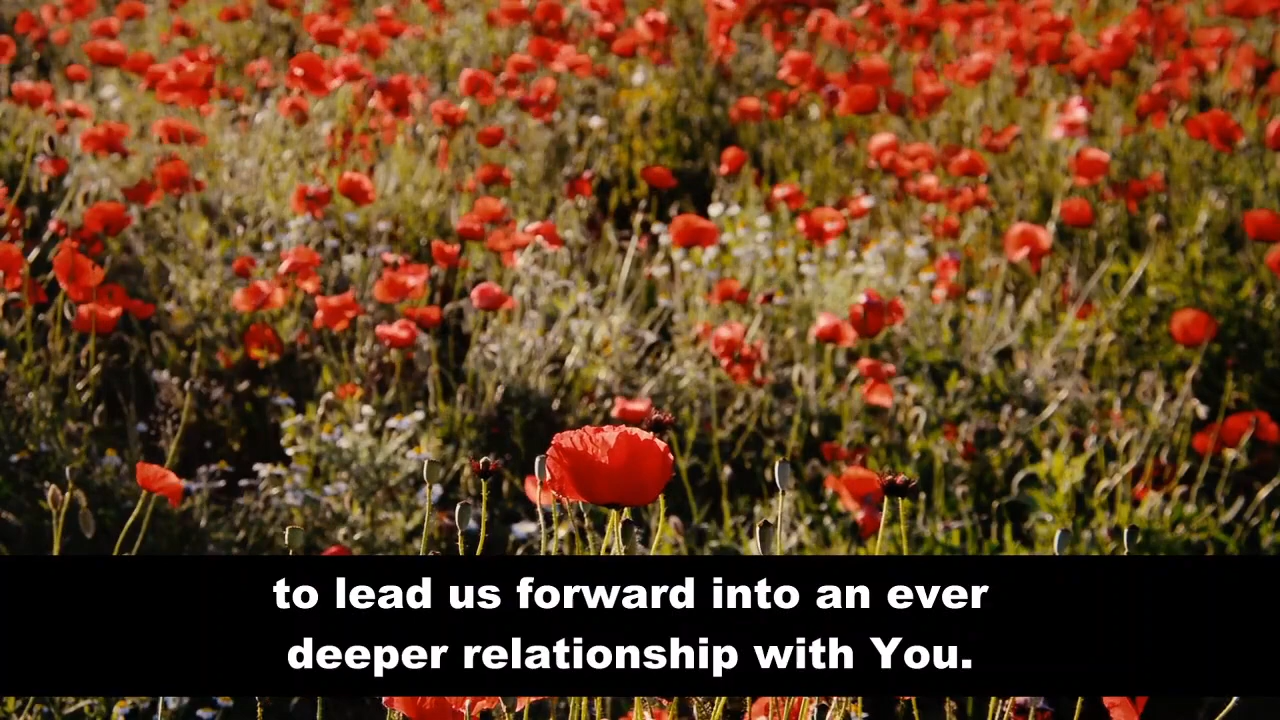 to lead us forward into an ever
deeper relationship with You.